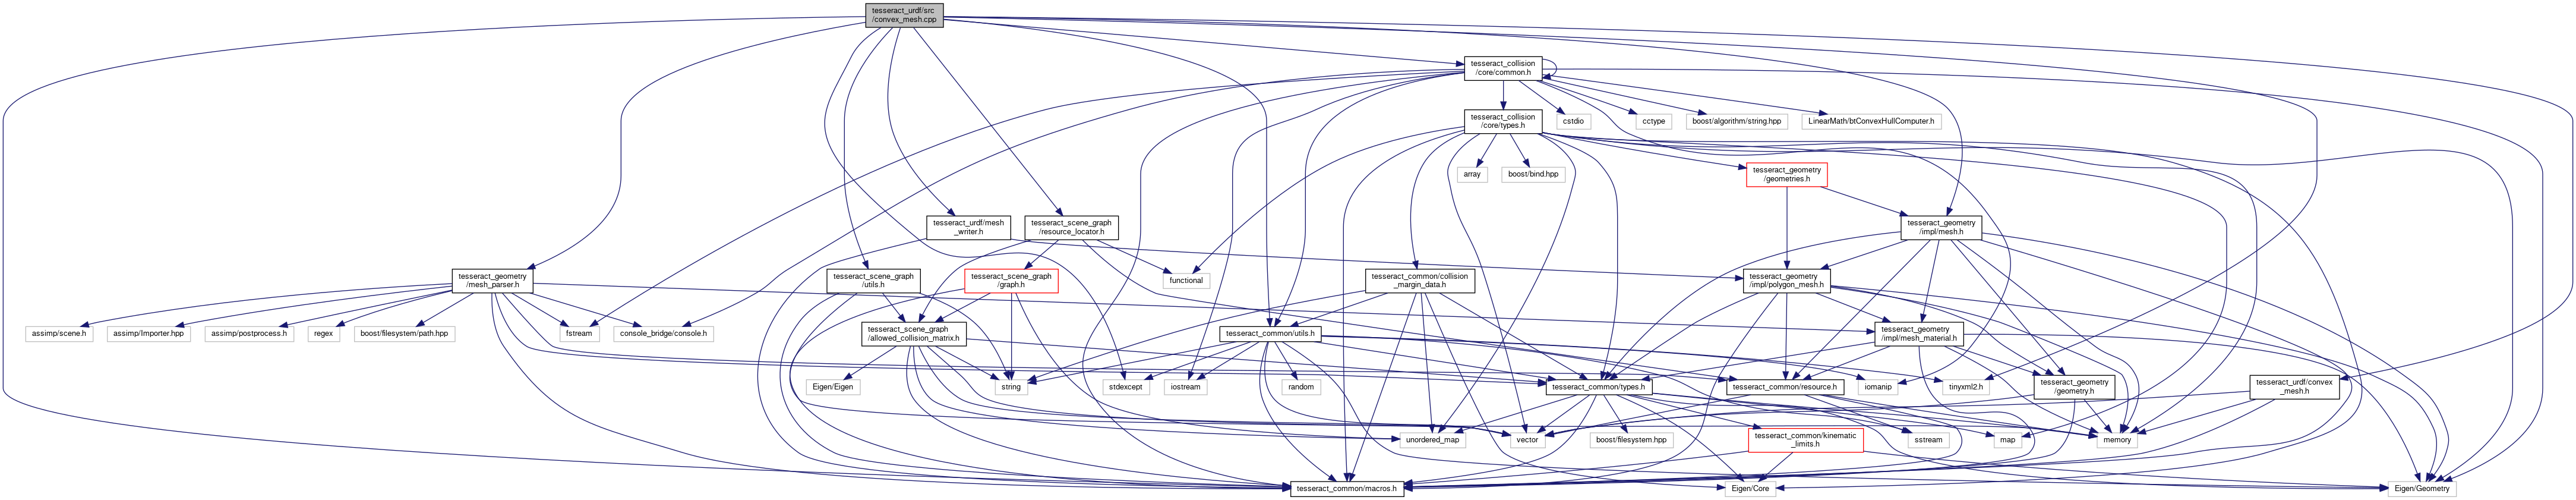 tesseract_urdf/src
/convex_mesh.cpp
tesseract_collision
/core/common.h
tesseract_collision
/core/types.h
cstdio
cctype
boost/algorithm/string.hpp
LinearMath/btConvexHullComputer.h
array
boost/bind.hpp
tesseract_geometry
/geometries.h
tesseract_urdf/mesh
_writer.h
tesseract_scene_graph
/resource_locator.h
tesseract_geometry
/impl/mesh.h
tesseract_geometry
/mesh_parser.h
tesseract_scene_graph
/utils.h
tesseract_scene_graph
/graph.h
functional
tesseract_common/collision
_margin_data.h
tesseract_geometry
/impl/polygon_mesh.h
assimp/scene.h
assimp/Importer.hpp
assimp/postprocess.h
regex
boost/filesystem/path.hpp
fstream
console_bridge/console.h
tesseract_scene_graph
/allowed_collision_matrix.h
tesseract_common/utils.h
tesseract_geometry
/impl/mesh_material.h
Eigen/Eigen
string
stdexcept
iostream
random
tesseract_common/types.h
tesseract_common/resource.h
iomanip
tinyxml2.h
tesseract_geometry
/geometry.h
tesseract_urdf/convex
_mesh.h
unordered_map
vector
boost/filesystem.hpp
tesseract_common/kinematic
_limits.h
sstream
map
memory
tesseract_common/macros.h
Eigen/Core
Eigen/Geometry